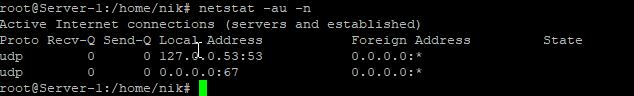 root@Server-1:/home/nik# netstat -au -n
Active Internet connections (servers and established)
Proto Recv-Q Send-Q Local Address           Foreign Address         State
udp        0      0 127.0.0.53:53           0.0.0.0:*
udp        0      0 0.0.0.0:67              0.0.0.0:*
root@Server-1:/home/nik#